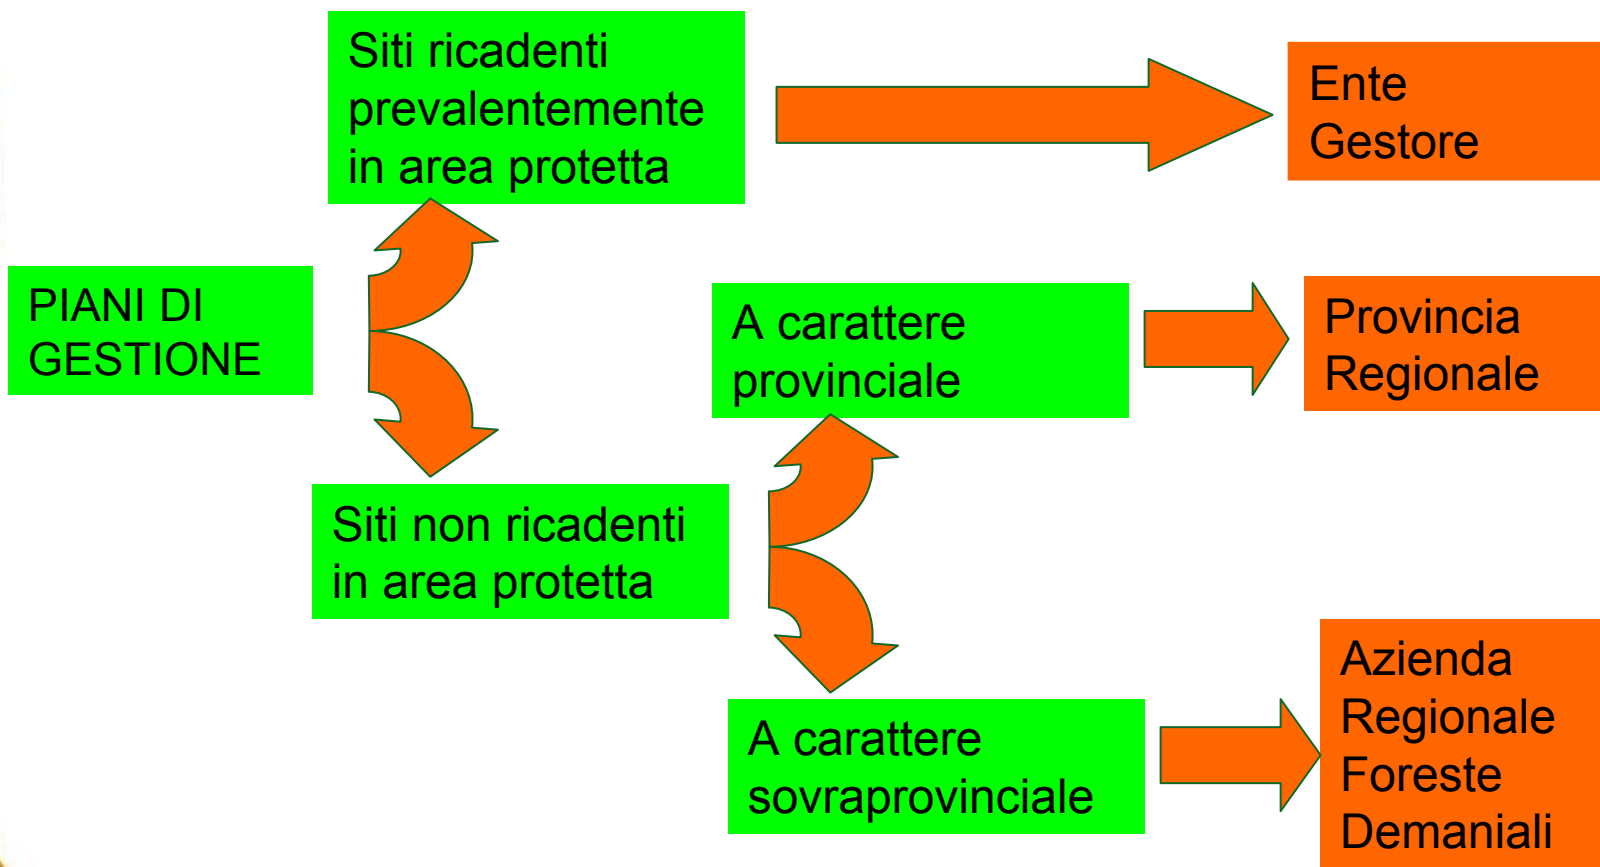 Siti ricadenti
prevalentemente
in area protetta
Ente
Gestore
PIANI DI
GESTIONE
A carattere
provinciale
Provincia
Regionale
Siti non ricadenti
in area protetta
A carattere
sovraprovinciale
Azienda
Regionale
Foreste
Demaniali